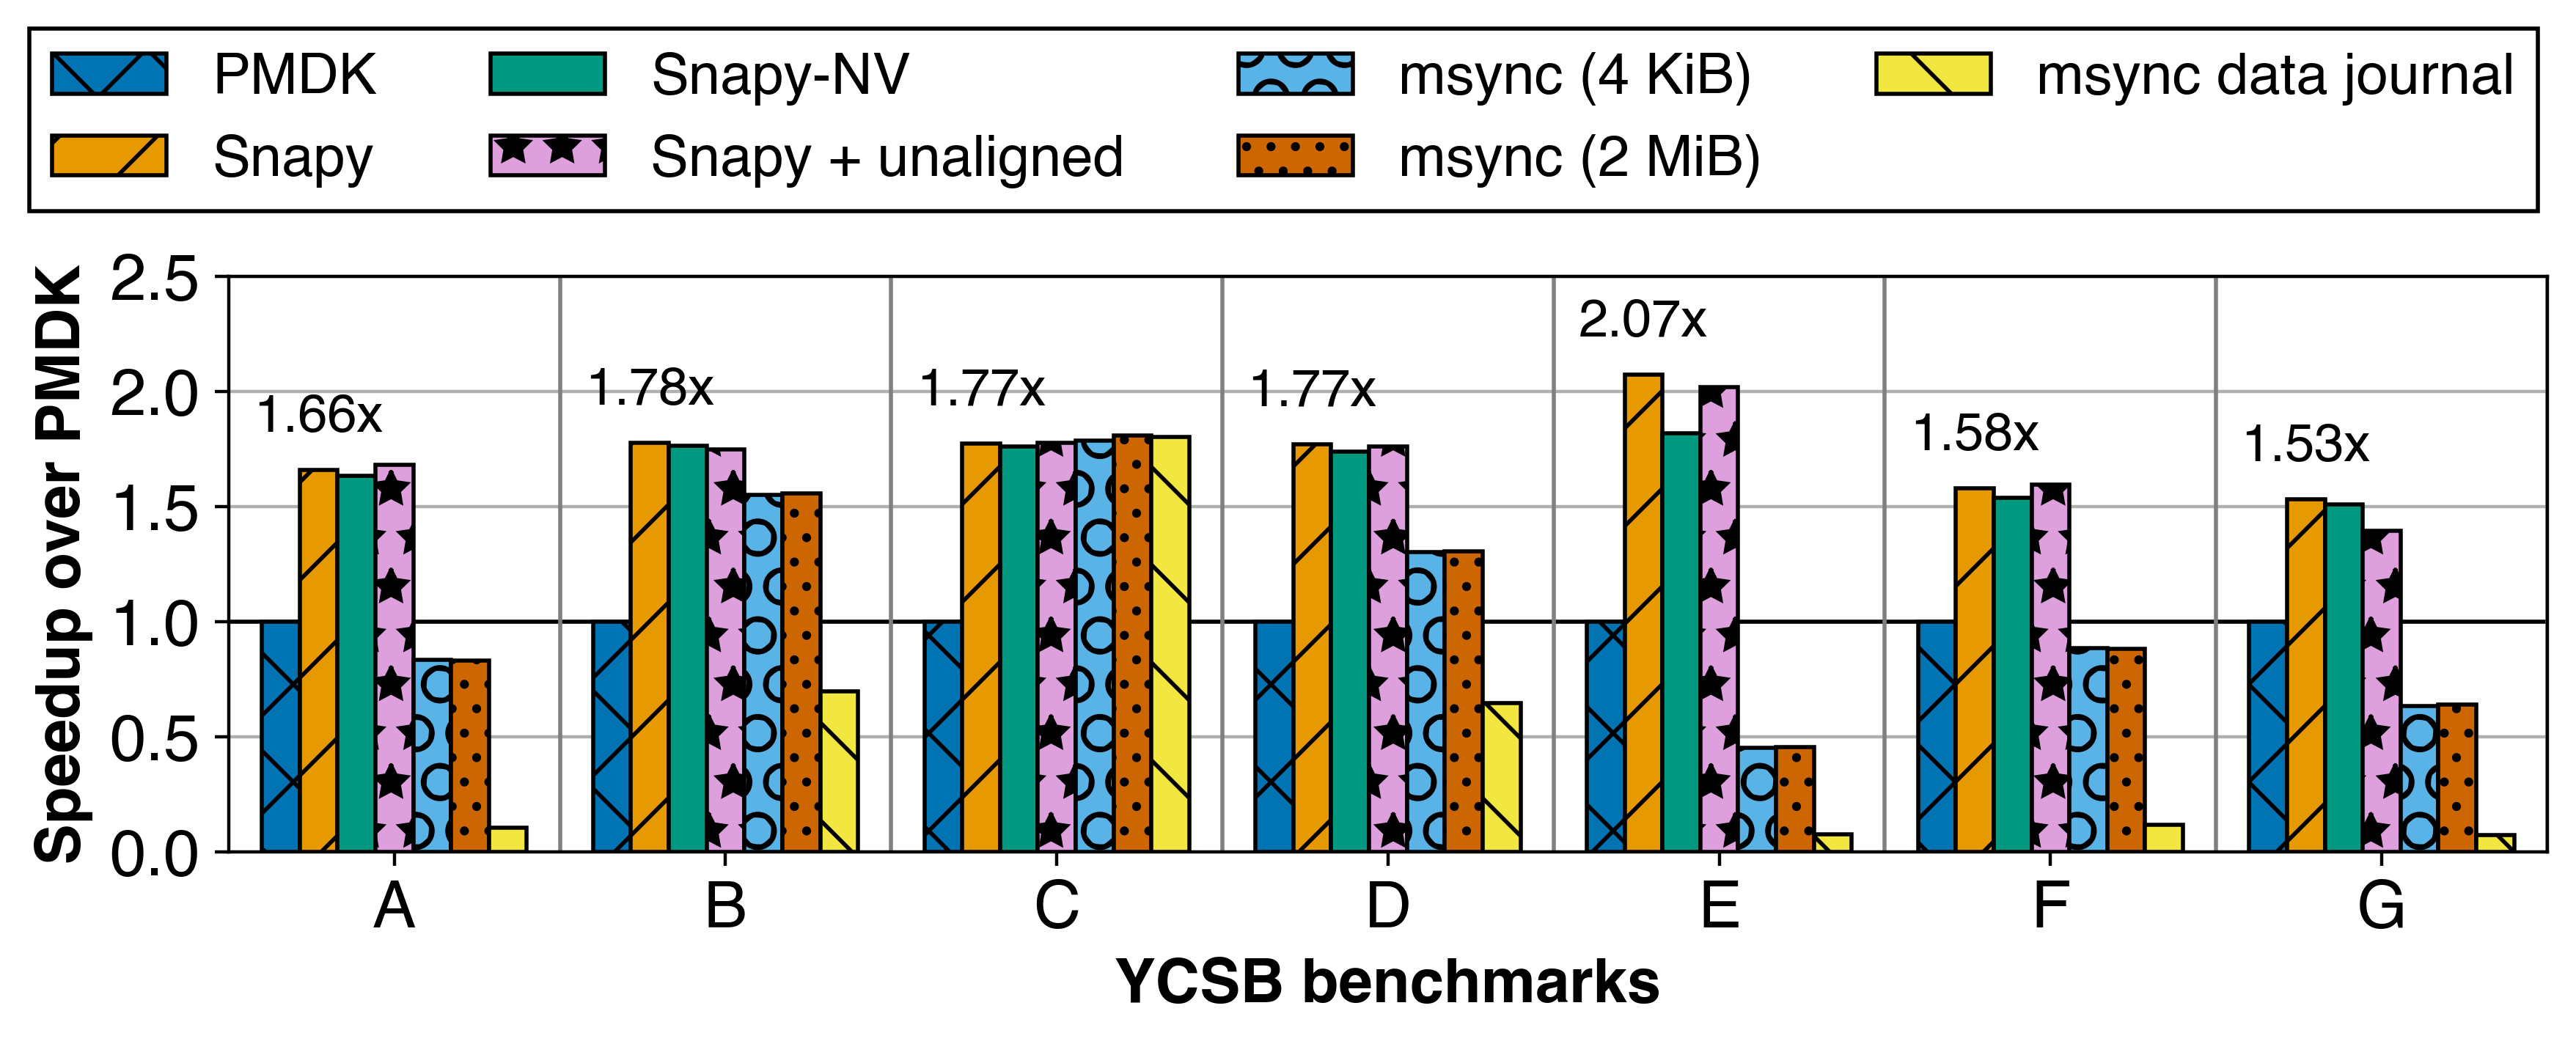 PMDK
Snapy
Snapy-NV
Snapy + unaligned
msync (4 KiB)
msync (2 MiB)
msync data journal
Speedup over PMDK
2.5
2.0
1.5
1.0
0.5
0.0
1.66x
1.78x
1.77x
1.77x
2.07x
1.58x
1.53x
A B C D E F G
YCSB benchmarks